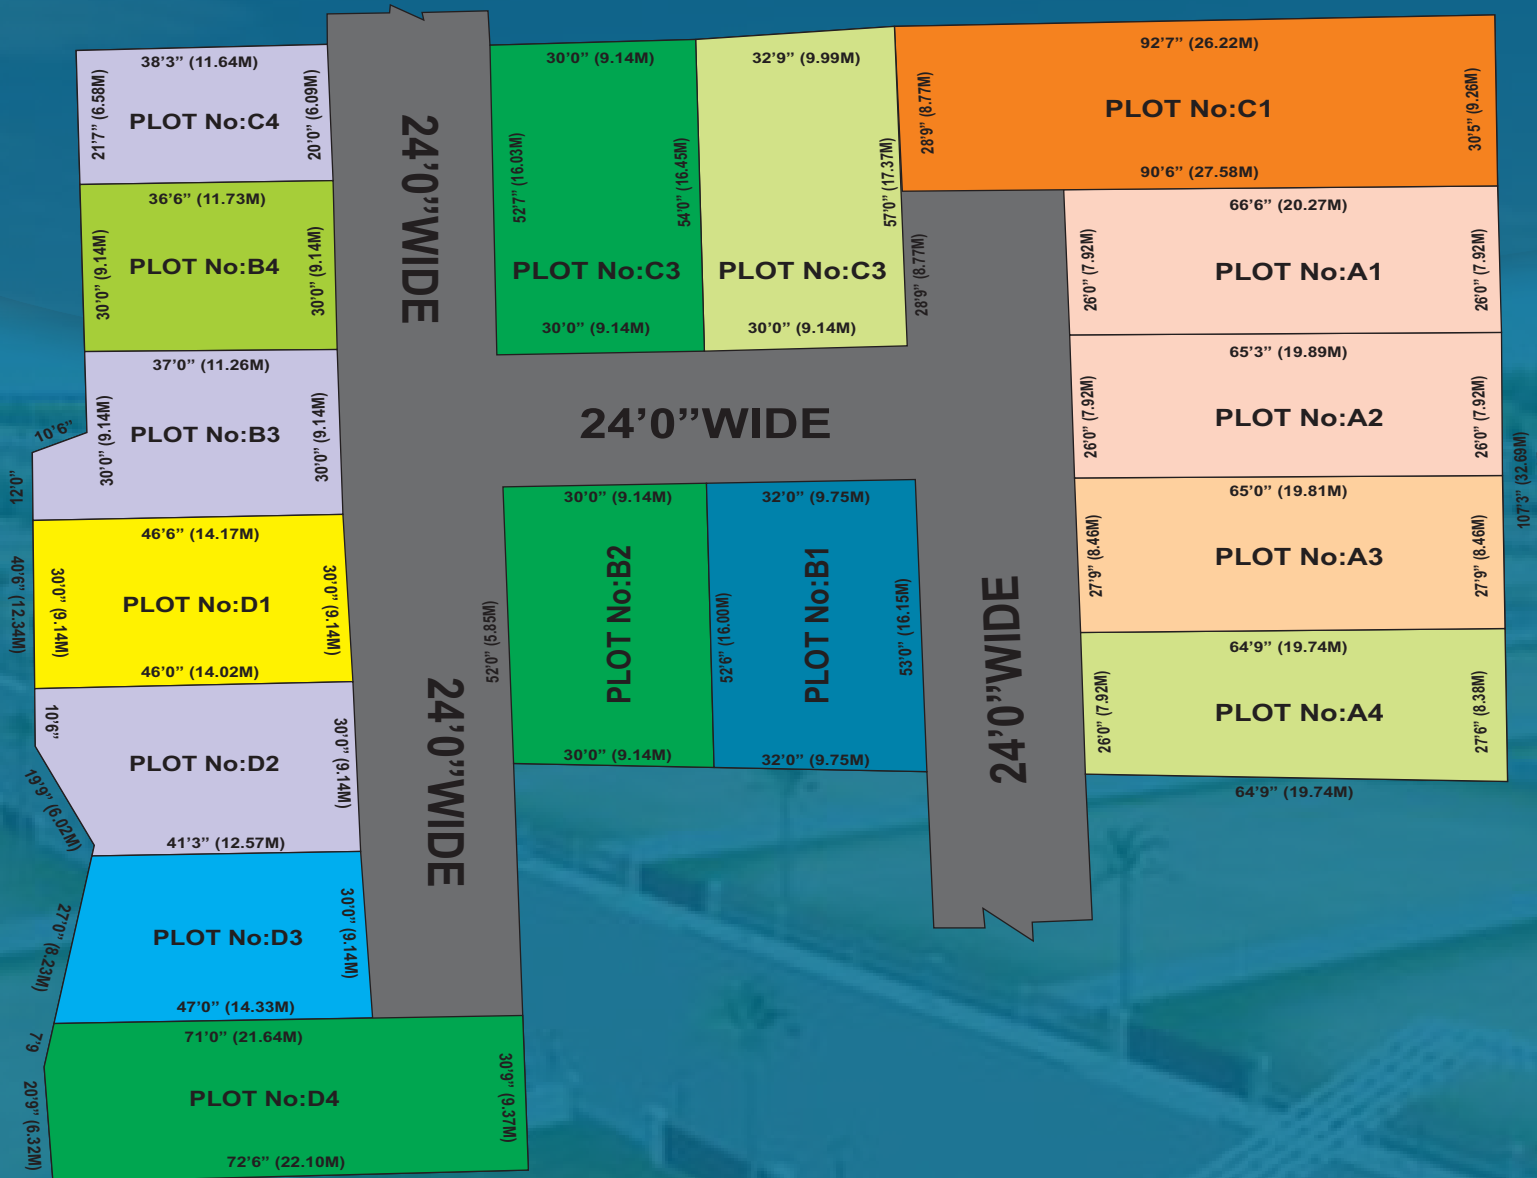 38’3” (11.64M)
21’7” (6.58M)
PLOT No:C4
20’0” (6.09M)
36’6” (11.73M)
30’0” (9.14M)
PLOT No:B4
30’0” (9.14M)
37’0” (11.26M)
30’0” (9.14M)
PLOT No:B3
30’0” (9.14M)
10’6”
12’0”
46’6” (14.17M)
40’6” (12.34M)
30’0” (9.14M)
PLOT No:D1
30’0” (9.14M)
46’0” (14.02M)
10’6”
PLOT No:D2
30’0” (9.14M)
19’9” (6.02M)
41’3” (12.57M)
27’0” (8.23M)
PLOT No:D3
30’0” (9.14M)
47’0” (14.33M)
7’9
71’0” (21.64M)
20’9” (6.32M)
PLOT No:D4
30’9” (9.37M)
72’6” (22.10M)
24’0”WIDE
24’0”WIDE
30’0” (9.14M)
52’7” (16.03M)
54’0” (16.45M)
PLOT No:C3
30’0” (9.14M)
32’9” (9.99M)
57’0” (17.37M)
PLOT No:C3
30’0” (9.14M)
24’0”WIDE
30’0” (9.14M)
52’0” (5.85M)
PLOT No:B2
52’6” (16.00M)
30’0” (9.14M)
32’0” (9.75M)
PLOT No:B1
53’0” (16.15M)
32’0” (9.75M)
92’7” (26.22M)
28’9” (8.77M)
PLOT No:C1
30’5” (9.26M)
90’6” (27.58M)
28’9” (8.77M)
24’0”WIDE
66’6” (20.27M)
26’0” (7.92M)
PLOT No:A1
26’0” (7.92M)
65’3” (19.89M)
26’0” (7.92M)
PLOT No:A2
26’0” (7.92M)
107’3” (32.69M)
65’0” (19.81M)
27’9” (8.46M)
PLOT No:A3
27’9” (8.46M)
64’9” (19.74M)
26’0” (7.92M)
PLOT No:A4
27’6” (8.38M)
64’9” (19.74M)